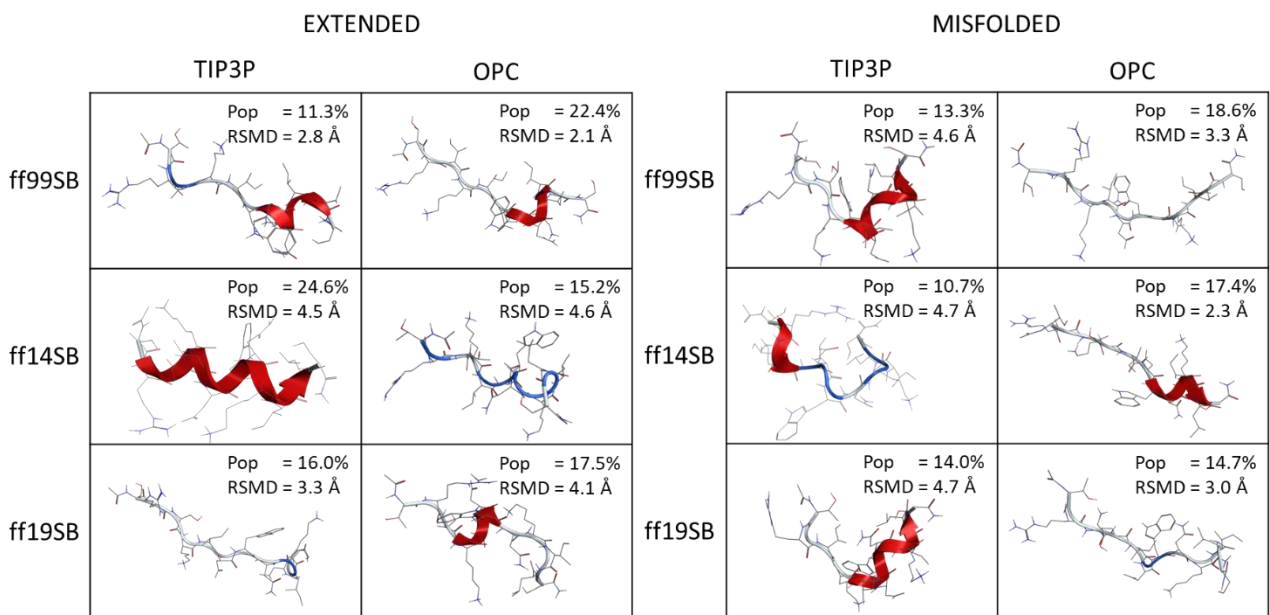 EXTENDED MISFOLDED
TIP3P OPC TIP3P OPC
ff99SB
Pop = 11.3%
RSMD = 2.8 Å
Pop = 22.4%
RSMD = 2.1 Å
ff99SB
Pop = 13.3%
RSMD = 4.6 Å
Pop = 18.6%
RSMD = 3.3 Å
ff14SB
Pop = 24.6%
RSMD = 4.5 Å
Pop = 15.2%
RSMD = 4.6 Å
ff14SB
Pop = 10.7%
RSMD = 4.7 Å
Pop = 17.4%
RSMD = 2.3 Å
ff19SB
Pop = 16.0%
RSMD = 3.3 Å
Pop = 17.5%
RSMD = 4.1 Å
ff19SB
Pop = 14.0%
RSMD = 4.7 Å
Pop = 14.7%
RSMD = 3.0 Å